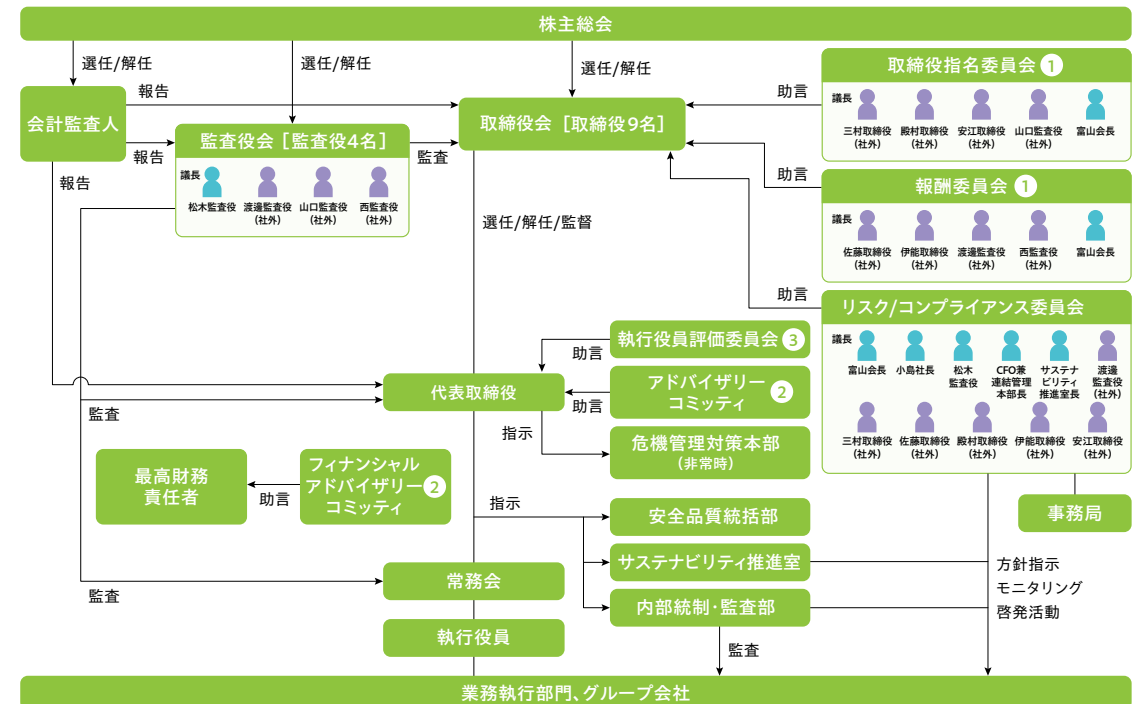 株主総会
選任/解任
選任/解任
選任/解任
会計監査人
報告
報告
報告
監査役会［監査役4名］
議長
松木監査役
渡邊監査役
(社外)
山口監査役
(社外)
西監査役
(社外)
監査
取締役会［取締役9名］
助言
取締役指名委員会 1
議長
三村取締役
(社外)
殿村取締役
(社外)
安江取締役
(社外)
山口監査役
(社外)
富山会長
助言
報酬委員会 1
議長
佐藤取締役
(社外)
伊能取締役
(社外)
渡邊監査役
(社外)
西監査役
(社外)
富山会長
選任/解任/監督
助言
リスク/コンプライアンス委員会
議長
富山会長
小島社長
松木
監査役
CFO兼
連結管理
本部長
サステナ
ビリティ
推進室長
渡邊
監査役
(社外)
三村取締役
(社外)
佐藤取締役
(社外)
殿村取締役
(社外)
伊能取締役
(社外)
安江取締役
(社外)
執行役員評価委員会 3
助言
代表取締役
監査
アドバイザリー
コミッティ
2
助言
指示
危機管理対策本部
(非常時)
最高財務
責任者
助言
フィナンシャル
アドバイザリー
コミッティ
2
指示
安全品質統括部
サステナビリティ推進室
内部統制・監査部
事務局
方針指示
モニタリング
啓発活動
常務会
監査
執行役員
監査
業務執行部門、グループ会社